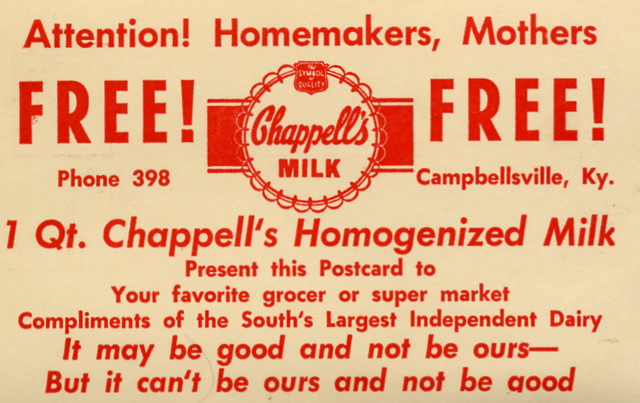 Attention! Homemakers, Mothers
FREE!
The
SYMBOL
of
QUALITY
Chappell's
MILK
FREE!
Phone 398
Campbellsville, Ky.
1 Qt. Chappell's Homogenized Milk
Present this Postcard to
Your favorite grocer or super market
Compliments of the South's Largest Independent Dairy
It may be good and not be ours—
But it can't be ours and not be good